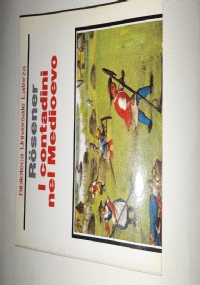 Biblioteca Universale Laterza
Rösener
I contadini
nel Medioevo